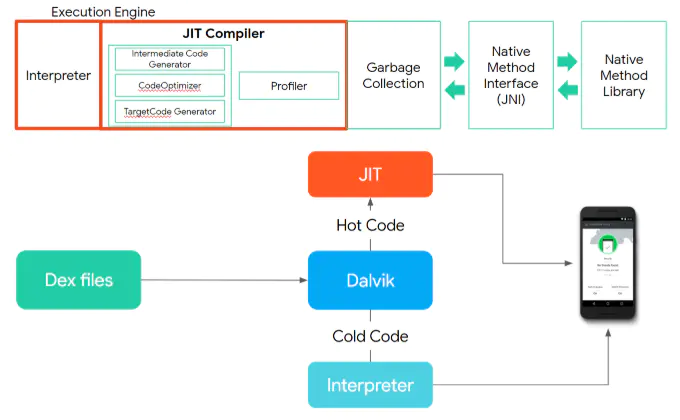 Execution Engine
JIT Compiler
Interpreter
Intermediate Code
Generator
CodeOptimizer
TargetCode Generator
Profiler
Garbage
Collection
Native
Method
Interface
(JNI)
Native
Method
Library
JIT
Hot Code
Dex files
Dalvik
Cold Code
Interpreter